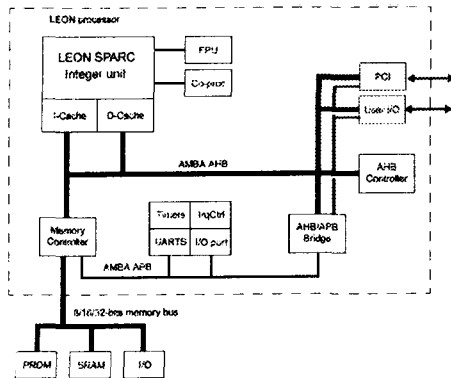 LEON processor
LEON SPARC
Integer unit
FPU
Co-proc
I-Cache
D-Cache
PCI
User I/O
AMBA AHB
AHB
Controller
Memory
Controller
Timers
IrqCtrl
UARTS
I/O port
AHB/APB
Bridge
AMBA APB
8/16/32-bits memory bus
PROM
SRAM
I/O